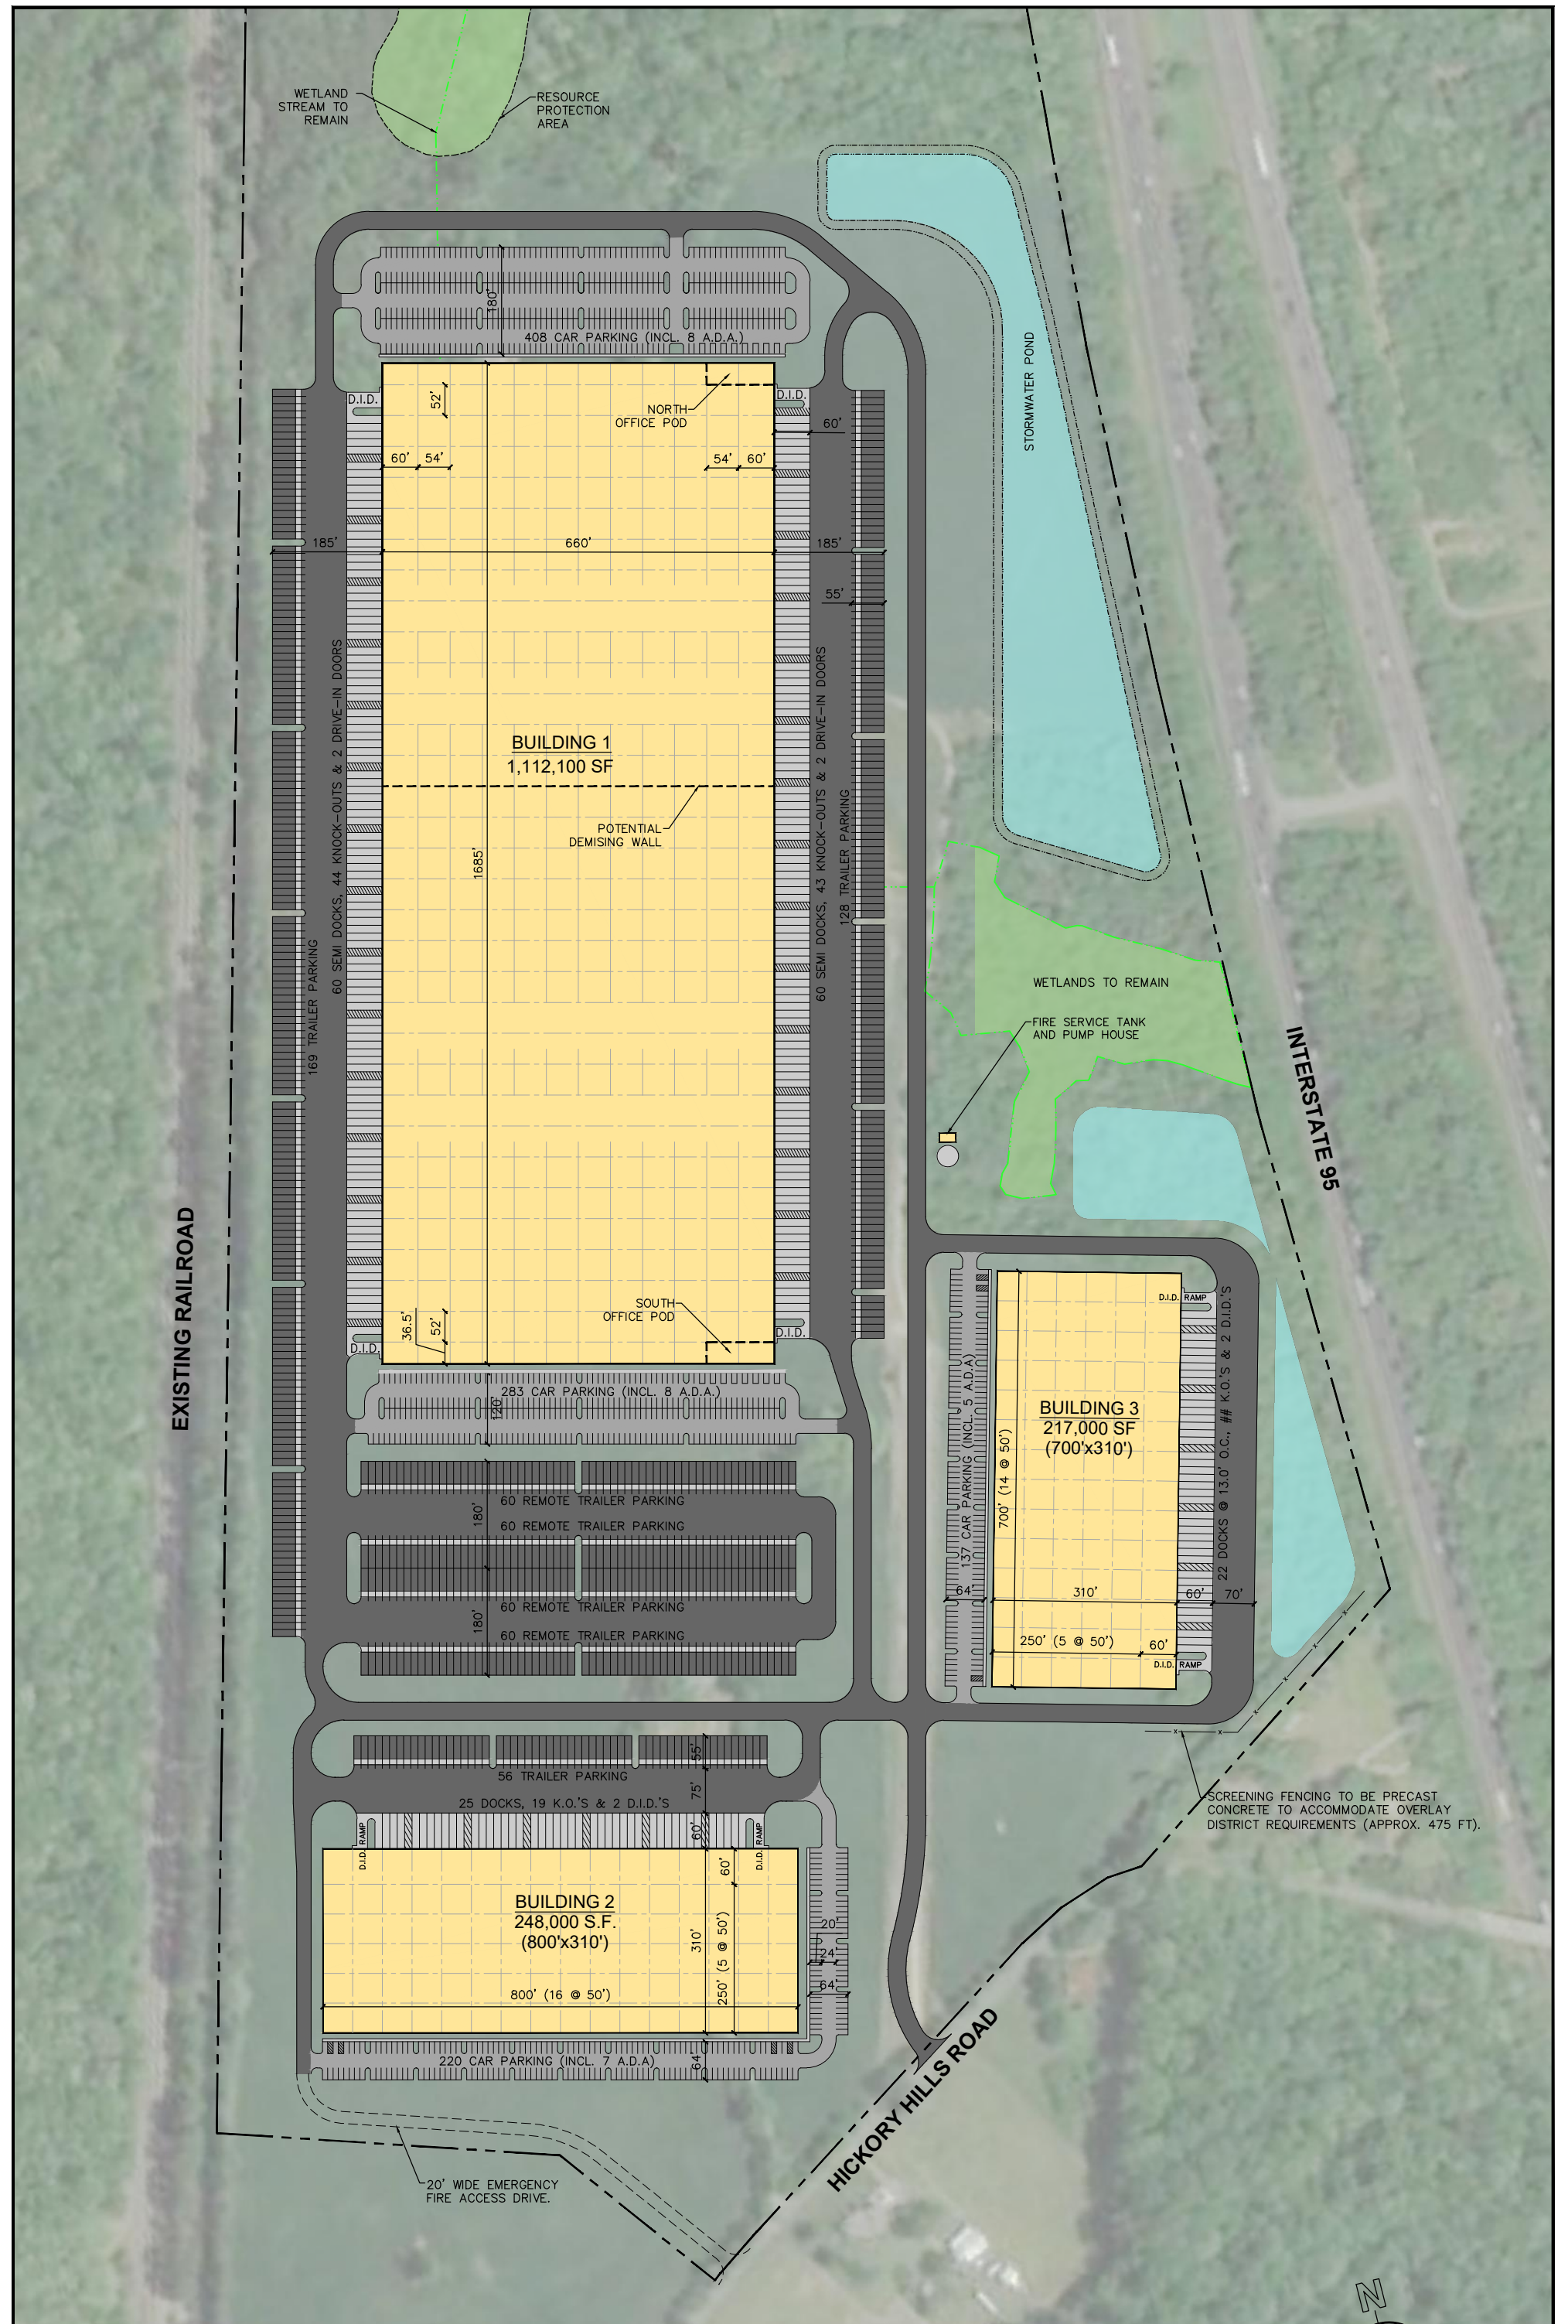 WETLAND
STREAM TO
REMAIN
RESOURCE
PROTECTION
AREA
180'
408 CAR PARKING (INCL. 8 A.D.A.)
STORMWATER POND
D.I.D.
52'
NORTH
OFFICE POD
D.I.D.
60'
60'
54'
54'
60'
185'
660'
185'
55'
BUILDING 1
1,112,100 SF
POTENTIAL
DEMISING WALL
1685'
169 TRAILER PARKING
60 SEMI DOCKS, 44 KNOCK-OUTS & 2 DRIVE-IN DOORS
60 SEMI DOCKS, 43 KNOCK-OUTS & 2 DRIVE-IN DOORS
128 TRAILER PARKING
WETLANDS TO REMAIN
FIRE SERVICE TANK
AND PUMP HOUSE
INTERSTATE 95
EXISTING RAILROAD
36.5'
52'
SOUTH
OFFICE POD
D.I.D.
D.I.D.
283 CAR PARKING (INCL. 8 A.D.A.)
120'
60 REMOTE TRAILER PARKING
180'
60 REMOTE TRAILER PARKING
60 REMOTE TRAILER PARKING
180'
60 REMOTE TRAILER PARKING
D.I.D. RAMP
BUILDING 3
217,000 SF
(700'x310')
137 CAR PARKING (INCL. 5 A.D.A)
700' (14 @ 50')
22 DOCKS @ 13.0' O.C., ## K.O.'S & 2 D.I.D.'S
64'
310'
60'
70'
250' (5 @ 50')
60'
D.I.D. RAMP
55'
56 TRAILER PARKING
75'
25 DOCKS, 19 K.O.'S & 2 D.I.D.'S
60'
D.I.D. RAMP
D.I.D. RAMP
60'
SCREENING FENCING TO BE PRECAST
CONCRETE TO ACCOMMODATE OVERLAY
DISTRICT REQUIREMENTS (APPROX. 475 FT).
BUILDING 2
248,000 S.F.
(800'x310')
310'
250' (5 @ 50')
20'
24'
64'
800' (16 @ 50')
220 CAR PARKING (INCL. 7 A.D.A)
64'
HICKORY HILLS ROAD
20' WIDE EMERGENCY
FIRE ACCESS DRIVE.
N